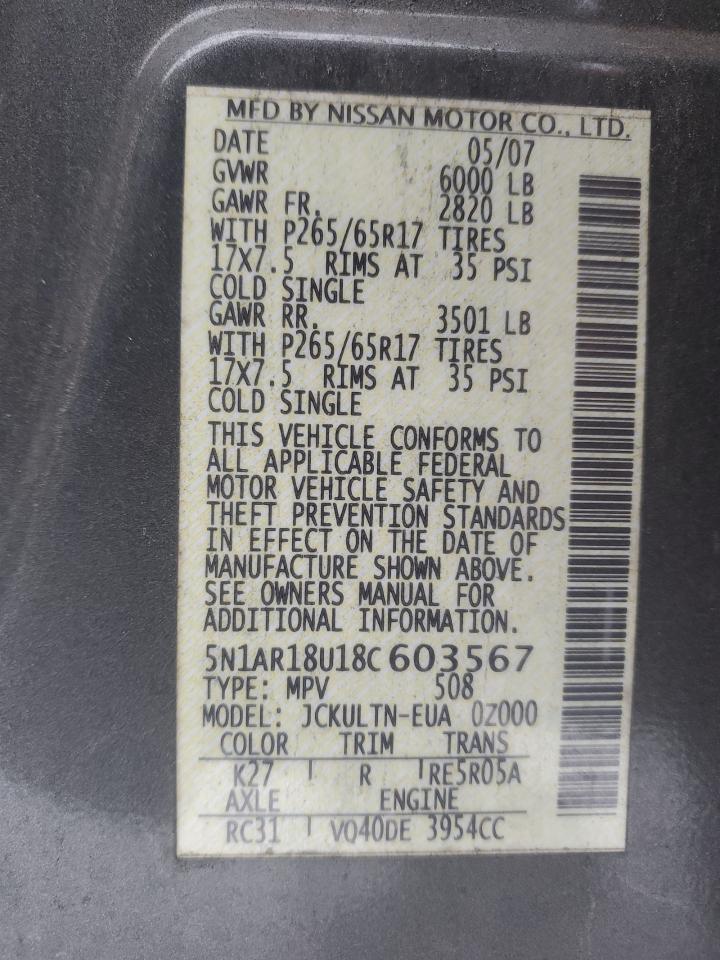 MFD BY NISSAN MOTOR CO., LTD.
DATE 05/07
GVWR 6000 LB
GAWR FR. 2820 LB
WITH P265/65R17 TIRES
17X7.5 RIMS AT 35 PSI
COLD SINGLE
GAWR RR. 3501 LB
WITH P265/65R17 TIRES
17X7.5 RIMS AT 35 PSI
COLD SINGLE
THIS VEHICLE CONFORMS TO
ALL APPLICABLE FEDERAL
MOTOR VEHICLE SAFETY AND
THEFT PREVENTION STANDARDS
IN EFFECT ON THE DATE OF
MANUFACTURE SHOWN ABOVE.
SEE OWNERS MANUAL FOR
ADDITIONAL INFORMATION.
5N1AR18U18C603567
TYPE: MPV 508
MODEL: JCKULTN-EUA 0Z000
COLOR TRIM TRANS
K27 R RE5R05A
AXLE ENGINE
RC31 VQ40DE 3954CC